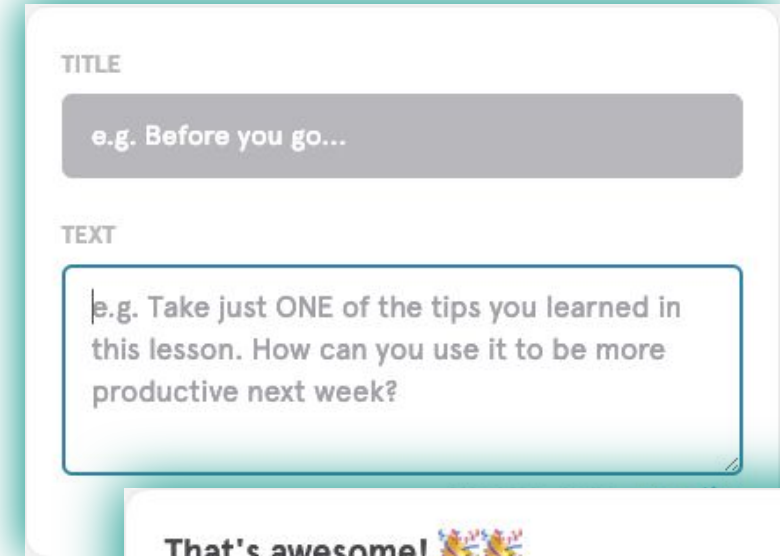 TITLE
e.g. Before you go...
TEXT
e.g. Take just ONE of the tips you learned in
this lesson. How can you use it to be more
productive next week?
That's awesome! 🎉🎉